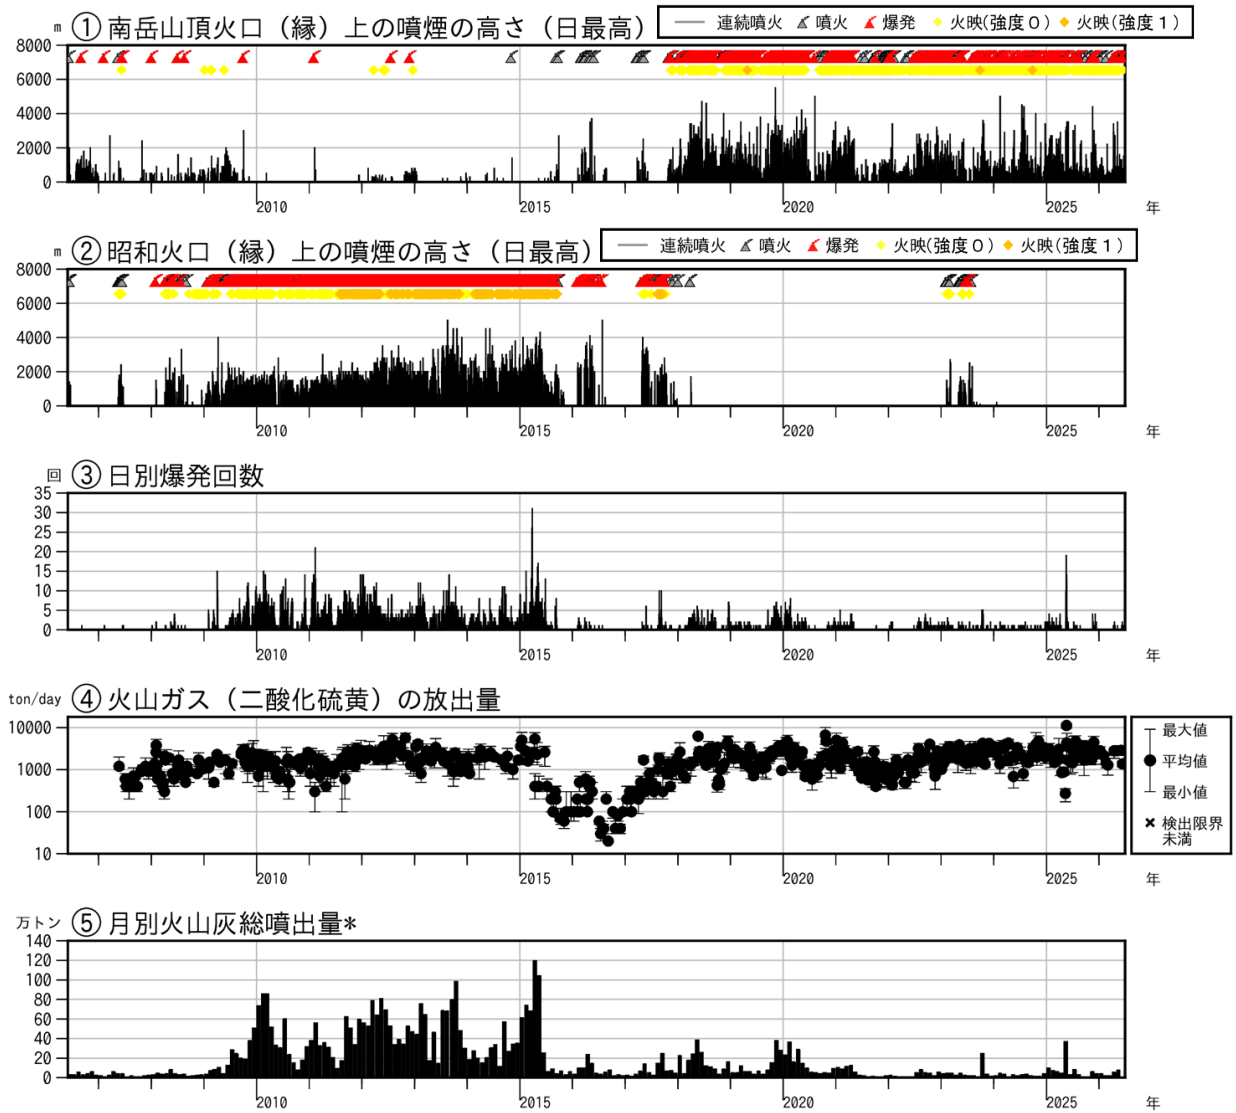 m ① 南岳山頂火口（縁）上の噴煙の高さ（日最高）
連続噴火 噴火 爆発 火映(強度０) 火映(強度１)
8000
6000
4000
2000
0
2010 2015 2020 2025 年
m ② 昭和火口（縁）上の噴煙の高さ（日最高）
連続噴火 噴火 爆発 火映(強度０) 火映(強度１)
8000
6000
4000
2000
0
2010 2015 2020 2025 年
回 ③ 日別爆発回数
35
30
25
20
15
10
5
0
2010 2015 2020 2025 年
ton/day ④ 火山ガス（二酸化硫黄）の放出量
10000
1000
100
10
最大値
平均値
最小値
検出限界
未満
2010 2015 2020 2025 年
万トン ⑤ 月別火山灰総噴出量*
140
120
100
80
60
40
20
0
2010 2015 2020 2025 年